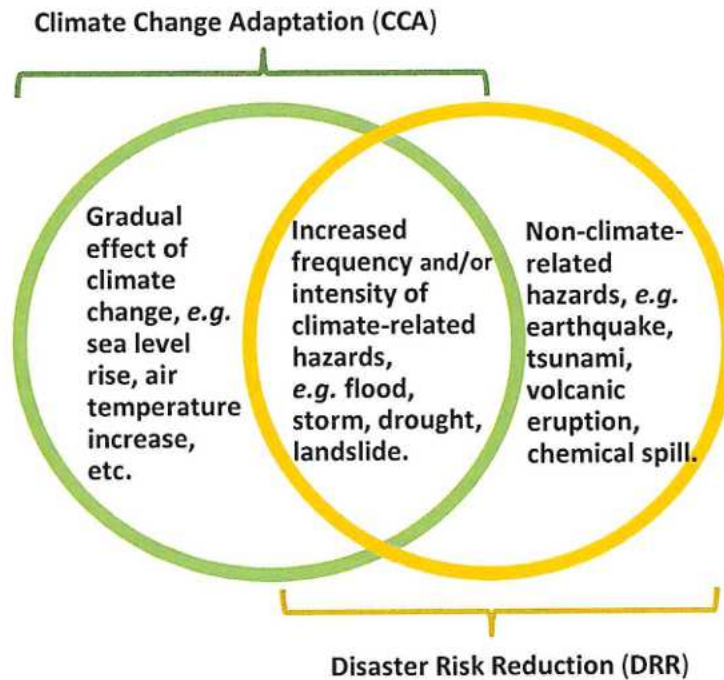 Climate Change Adaptation (CCA)
Gradual
effect of
climate
change, e.g.
sea level
rise, air
temperature
increase,
etc.
Increased
frequency and/or
intensity of
climate-related
hazards,
e.g. flood,
storm, drought,
landslide.
Non-climate-
related
hazards, e.g.
earthquake,
tsunami,
volcanic
eruption,
chemical spill.
Disaster Risk Reduction (DRR)